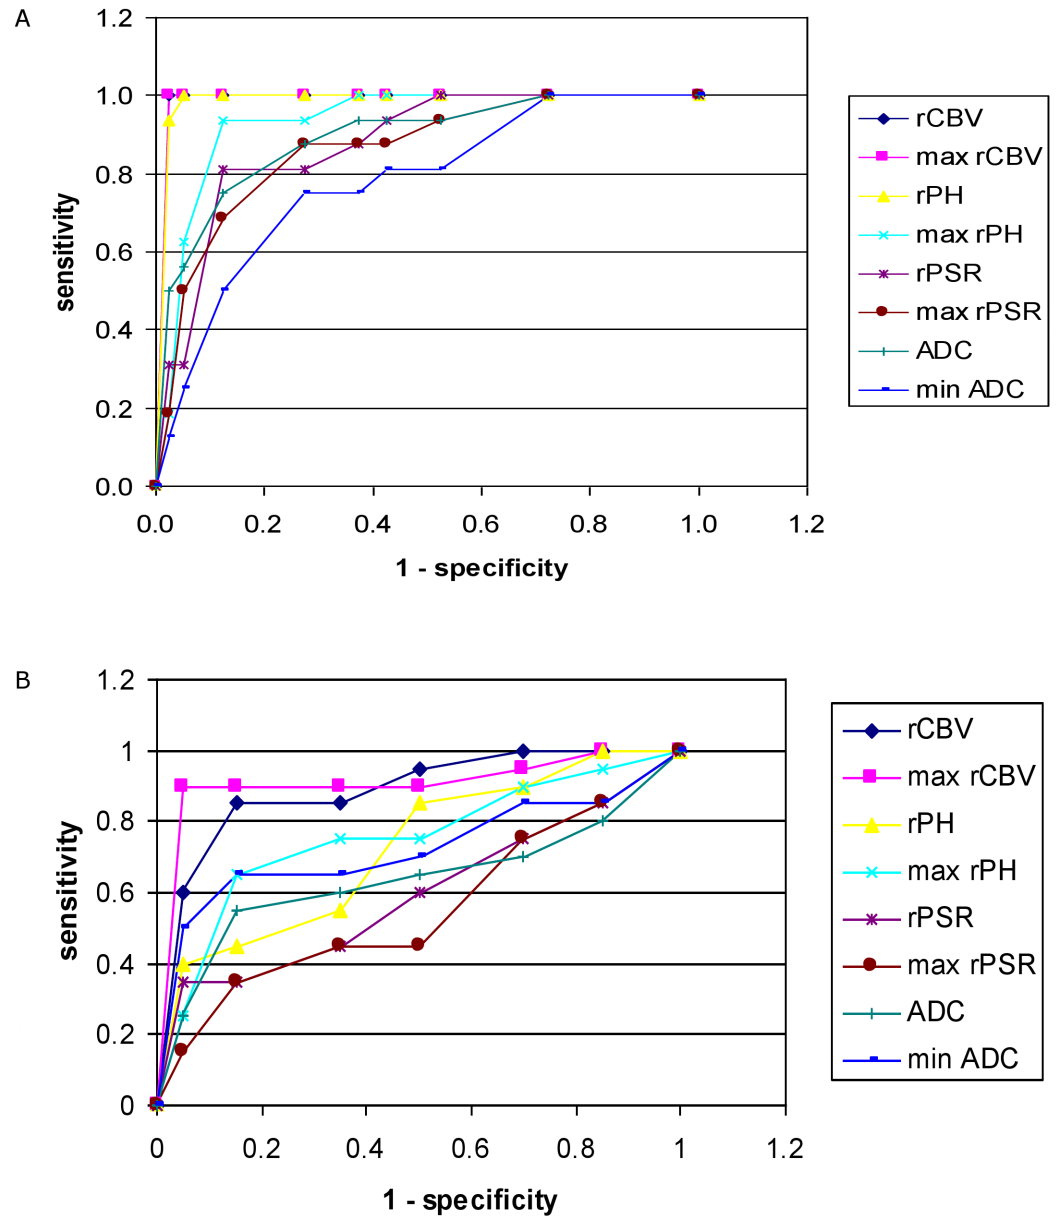 A
1.2
1.0
0.8
0.6
0.4
0.2
0.0
sensitivity
0.0 0.2 0.4 0.6 0.8 1.0 1.2
1 - specificity
rCBV
max rCBV
rPH
max rPH
rPSR
max rPSR
ADC
min ADC
B
1.2
1
0.8
0.6
0.4
0.2
0
sensitivity
0 0.2 0.4 0.6 0.8 1 1.2
1 - specificity
rCBV
max rCBV
rPH
max rPH
rPSR
max rPSR
ADC
min ADC